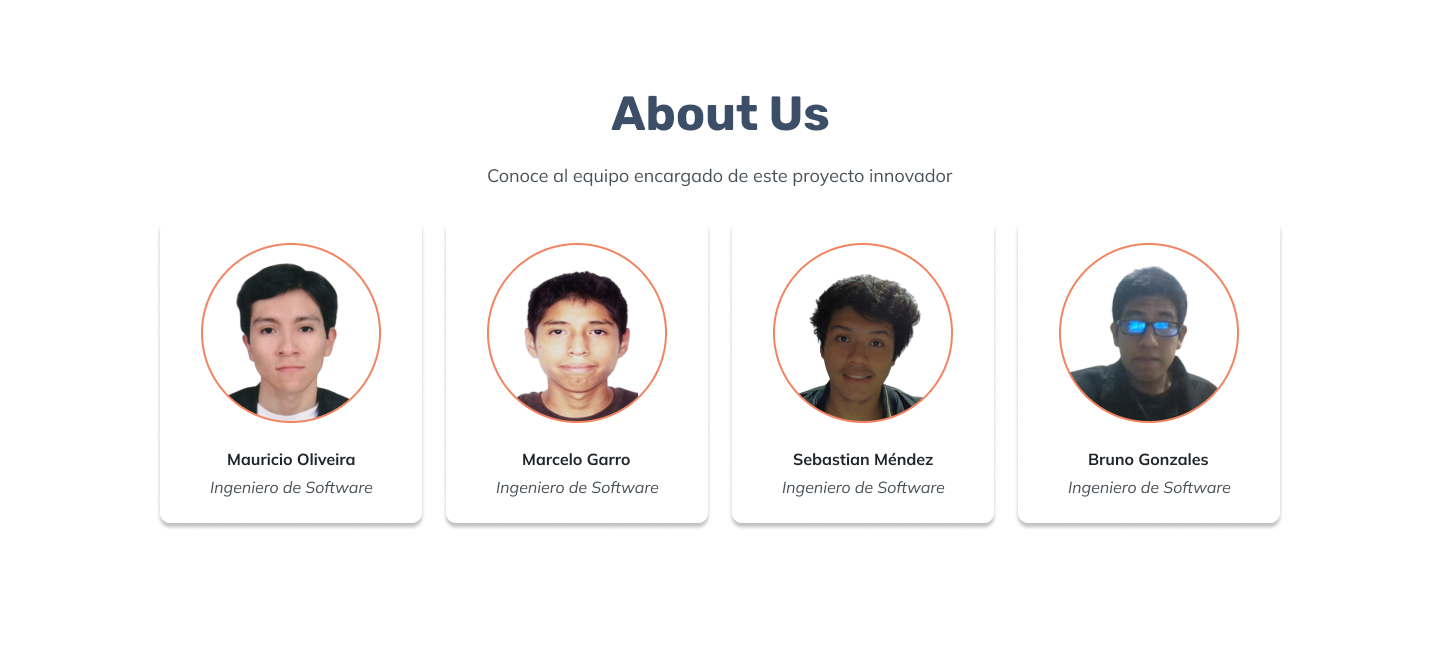 About Us
Conoce al equipo encargado de este proyecto innovador
Mauricio Oliveira
Ingeniero de Software
Marcelo Garro
Ingeniero de Software
Sebastian Méndez
Ingeniero de Software
Bruno Gonzales
Ingeniero de Software